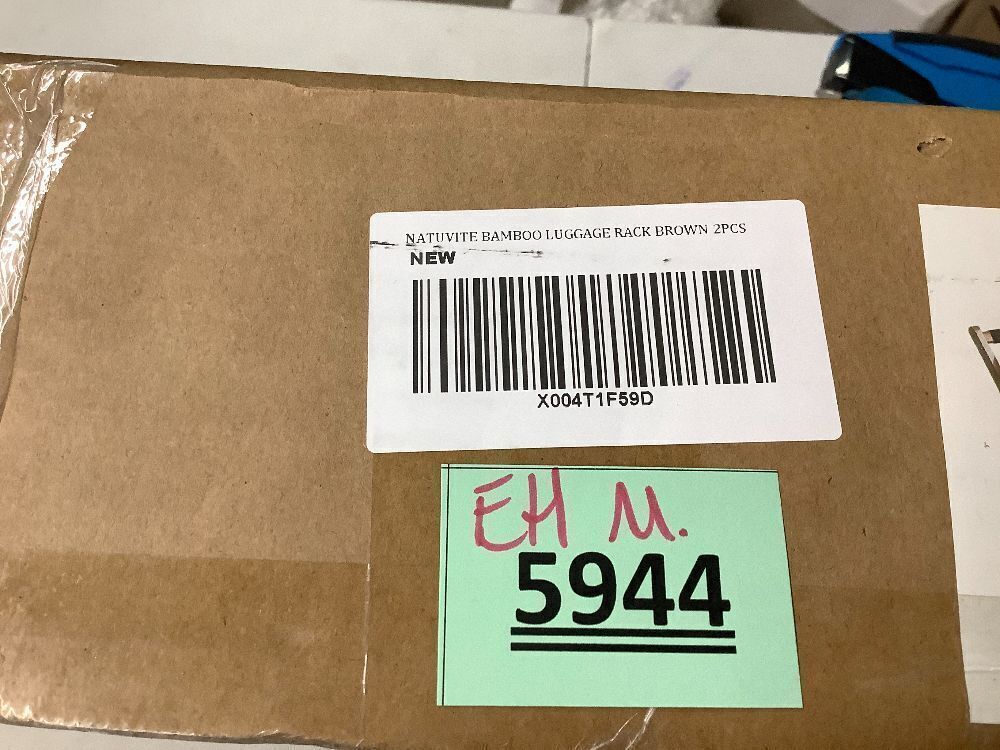 NATUVITE BAMBOO LUGGAGE RACK BROWN 2PCS
NEW
X004T1F59D
EH M.
5944